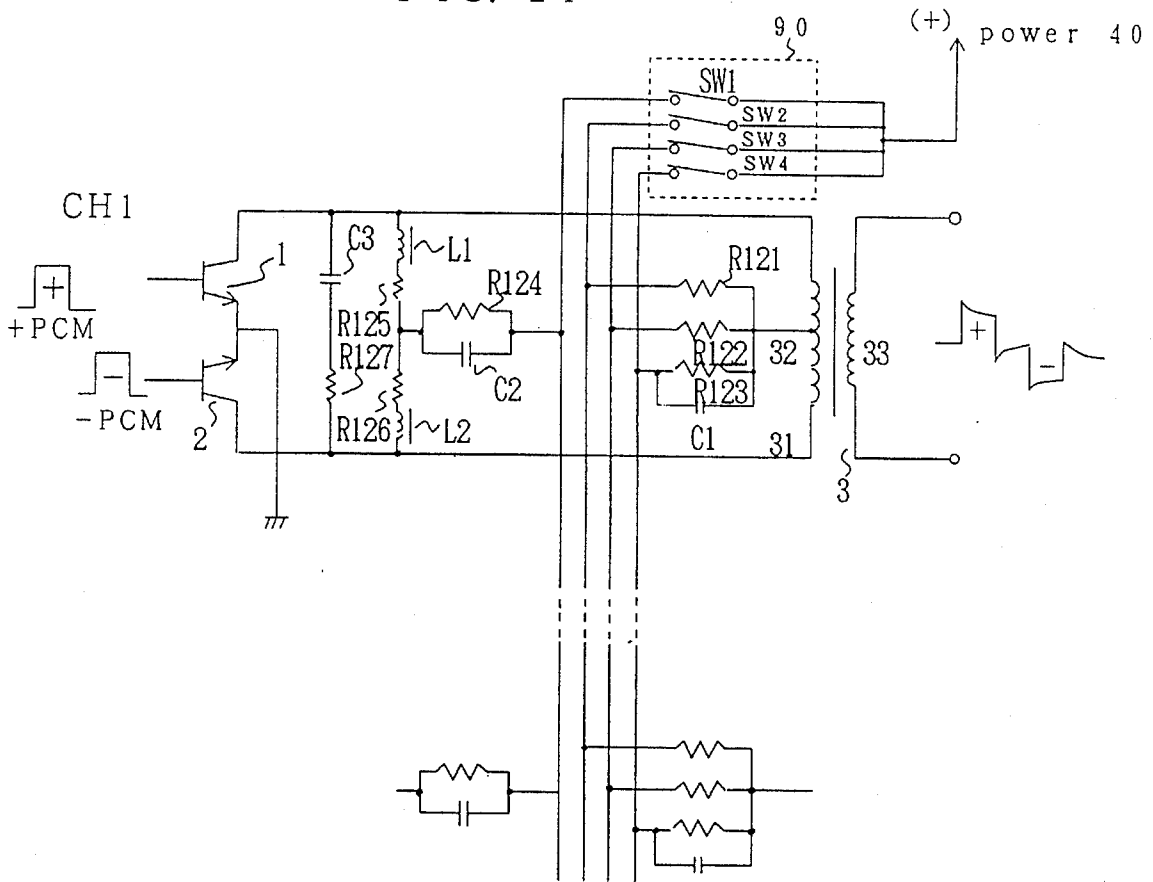 90
(+) power 40
SW1
SW2
SW3
SW4
CH1
1
C3
L1
R124
R121
+
+PCM
R125
R127
R122
32
33
+
−
−
C2
R123
−PCM
2
R126
L2
C1
31
3